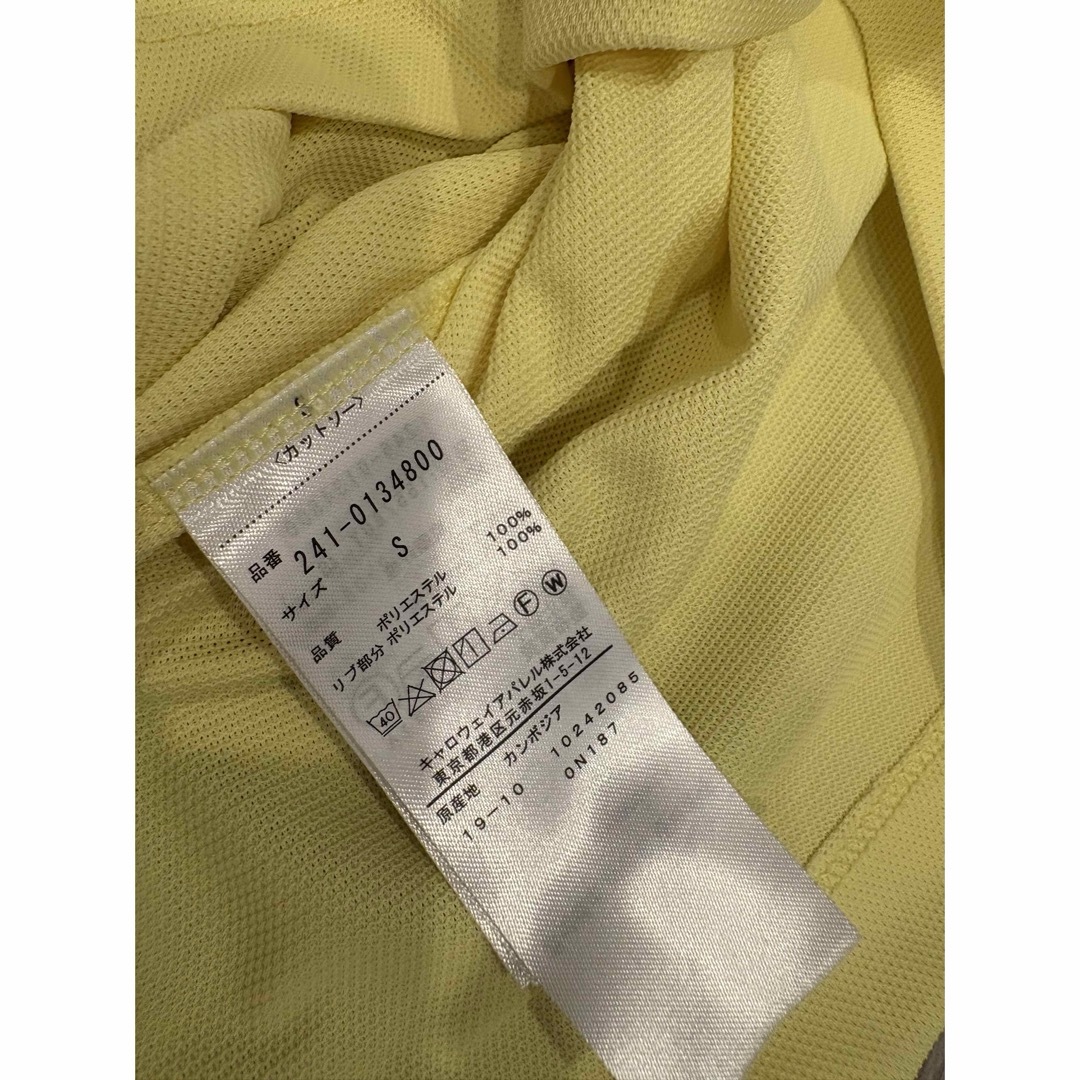 S
〈カットソー〉
品番 241-0134800
サイズ S
品質 ポリエステル 100%
リブ部分 ポリエステル 100%
40 F W
キャロウェイアパレル株式会社
東京都港区元赤坂1-5-12
原産地 カンボジア
19-10 10242085
0N187